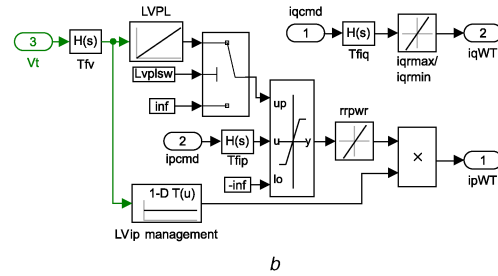 LVPL
iqcmd
3
H(s)
1
H(s)
2
Vt
Tfv
Tfiq
iqrmax/
iqrmin
iqWT
Lvplsw
inf
up
rrpwr
2
H(s)
u
y
×
1
ipcmd
Tfip
ipWT
-inf
lo
1-D T(u)
LVip management
b